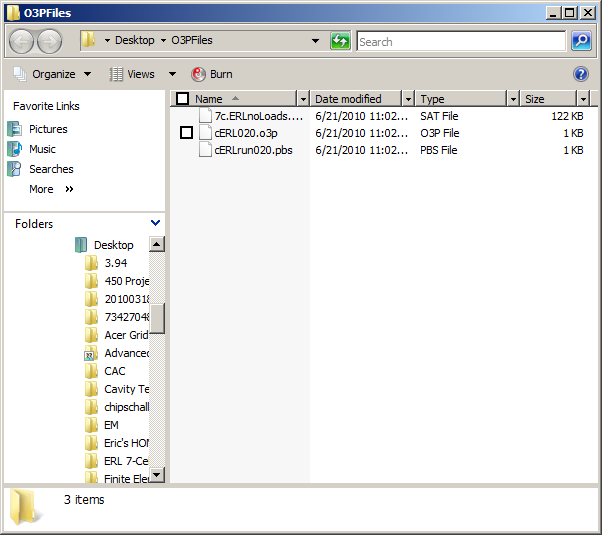 O3PFiles
Desktop O3PFiles Search
Organize Views Burn
Favorite Links
Pictures
Music
Searches
More
Folders
Desktop
3.94
450 Proje
20100318
73427048
Acer Grid
Advanced
CAC
Cavity Te
chipschall
EM
Eric's HOM
ERL 7-Ce
Finite Eler
Name Date modified Type Size
7c.ERLnoLoads.... 6/21/2010 11:02... SAT File 122 KB
cERL020.o3p 6/21/2010 11:02... O3P File 1 KB
cERLrun020.pbs 6/21/2010 11:02... PBS File 1 KB
3 items